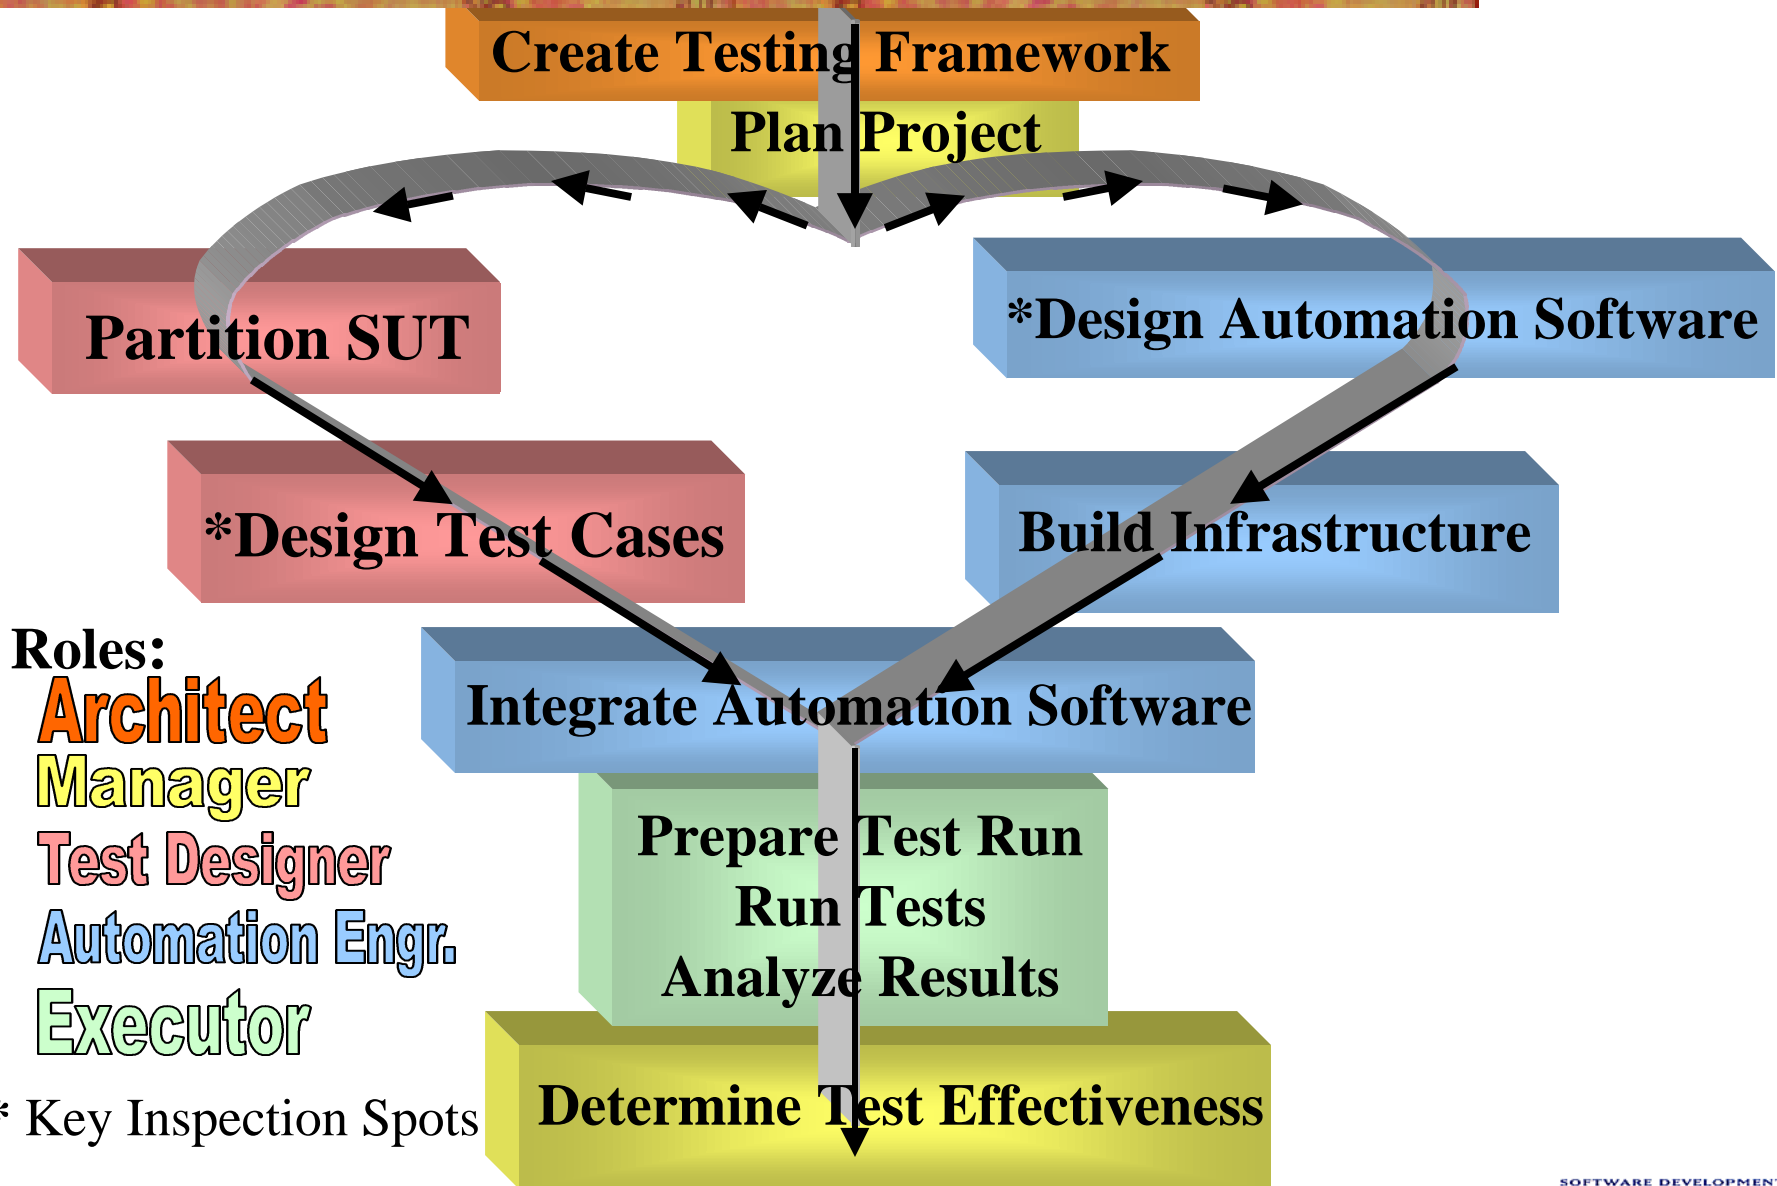 Create Testing Framework
Plan Project
Partition SUT
*Design Automation Software
*Design Test Cases
Build Infrastructure
Integrate Automation Software
Prepare Test Run
Run Tests
Analyze Results
Determine Test Effectiveness
Roles:
Architect
Manager
Test Designer
Automation Engr.
Executor
* Key Inspection Spots
SOFTWARE DEVELOPMEN